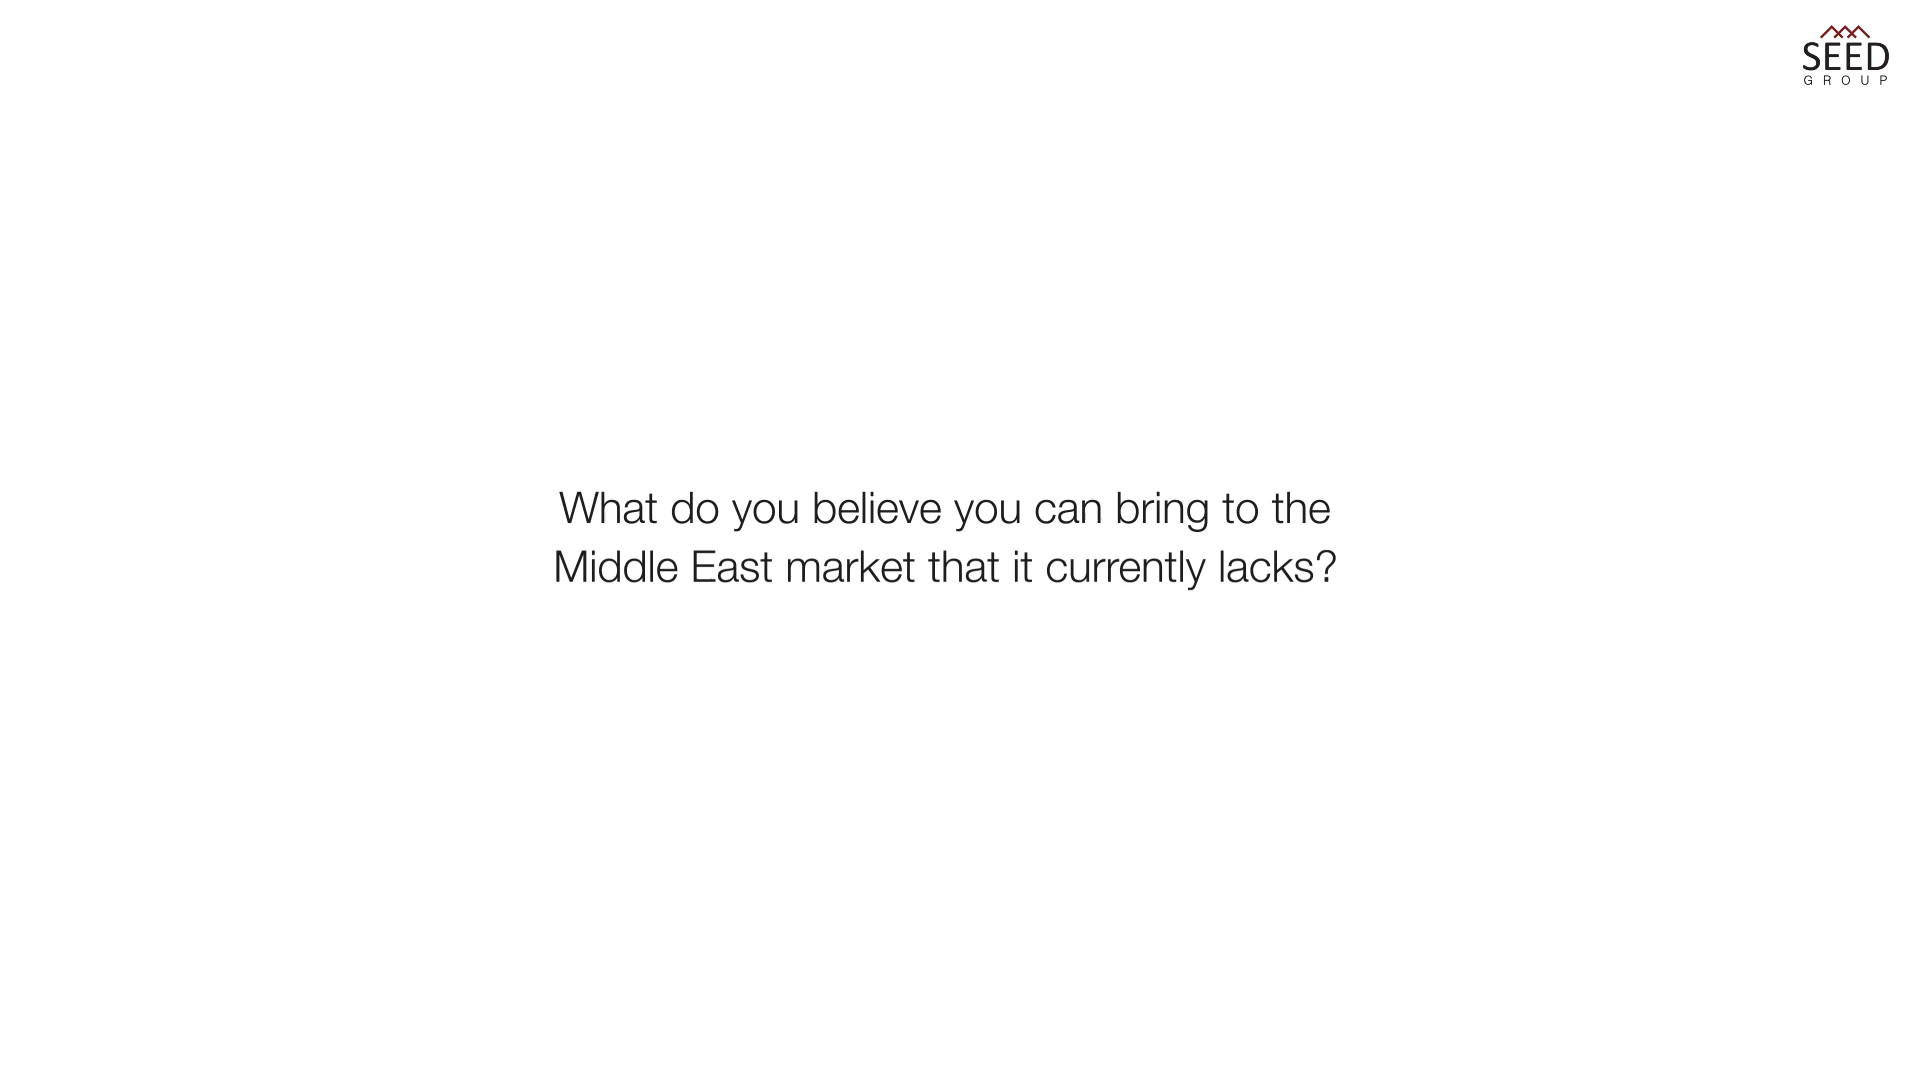 SEED
GROUP
What do you believe you can bring to the
Middle East market that it currently lacks?